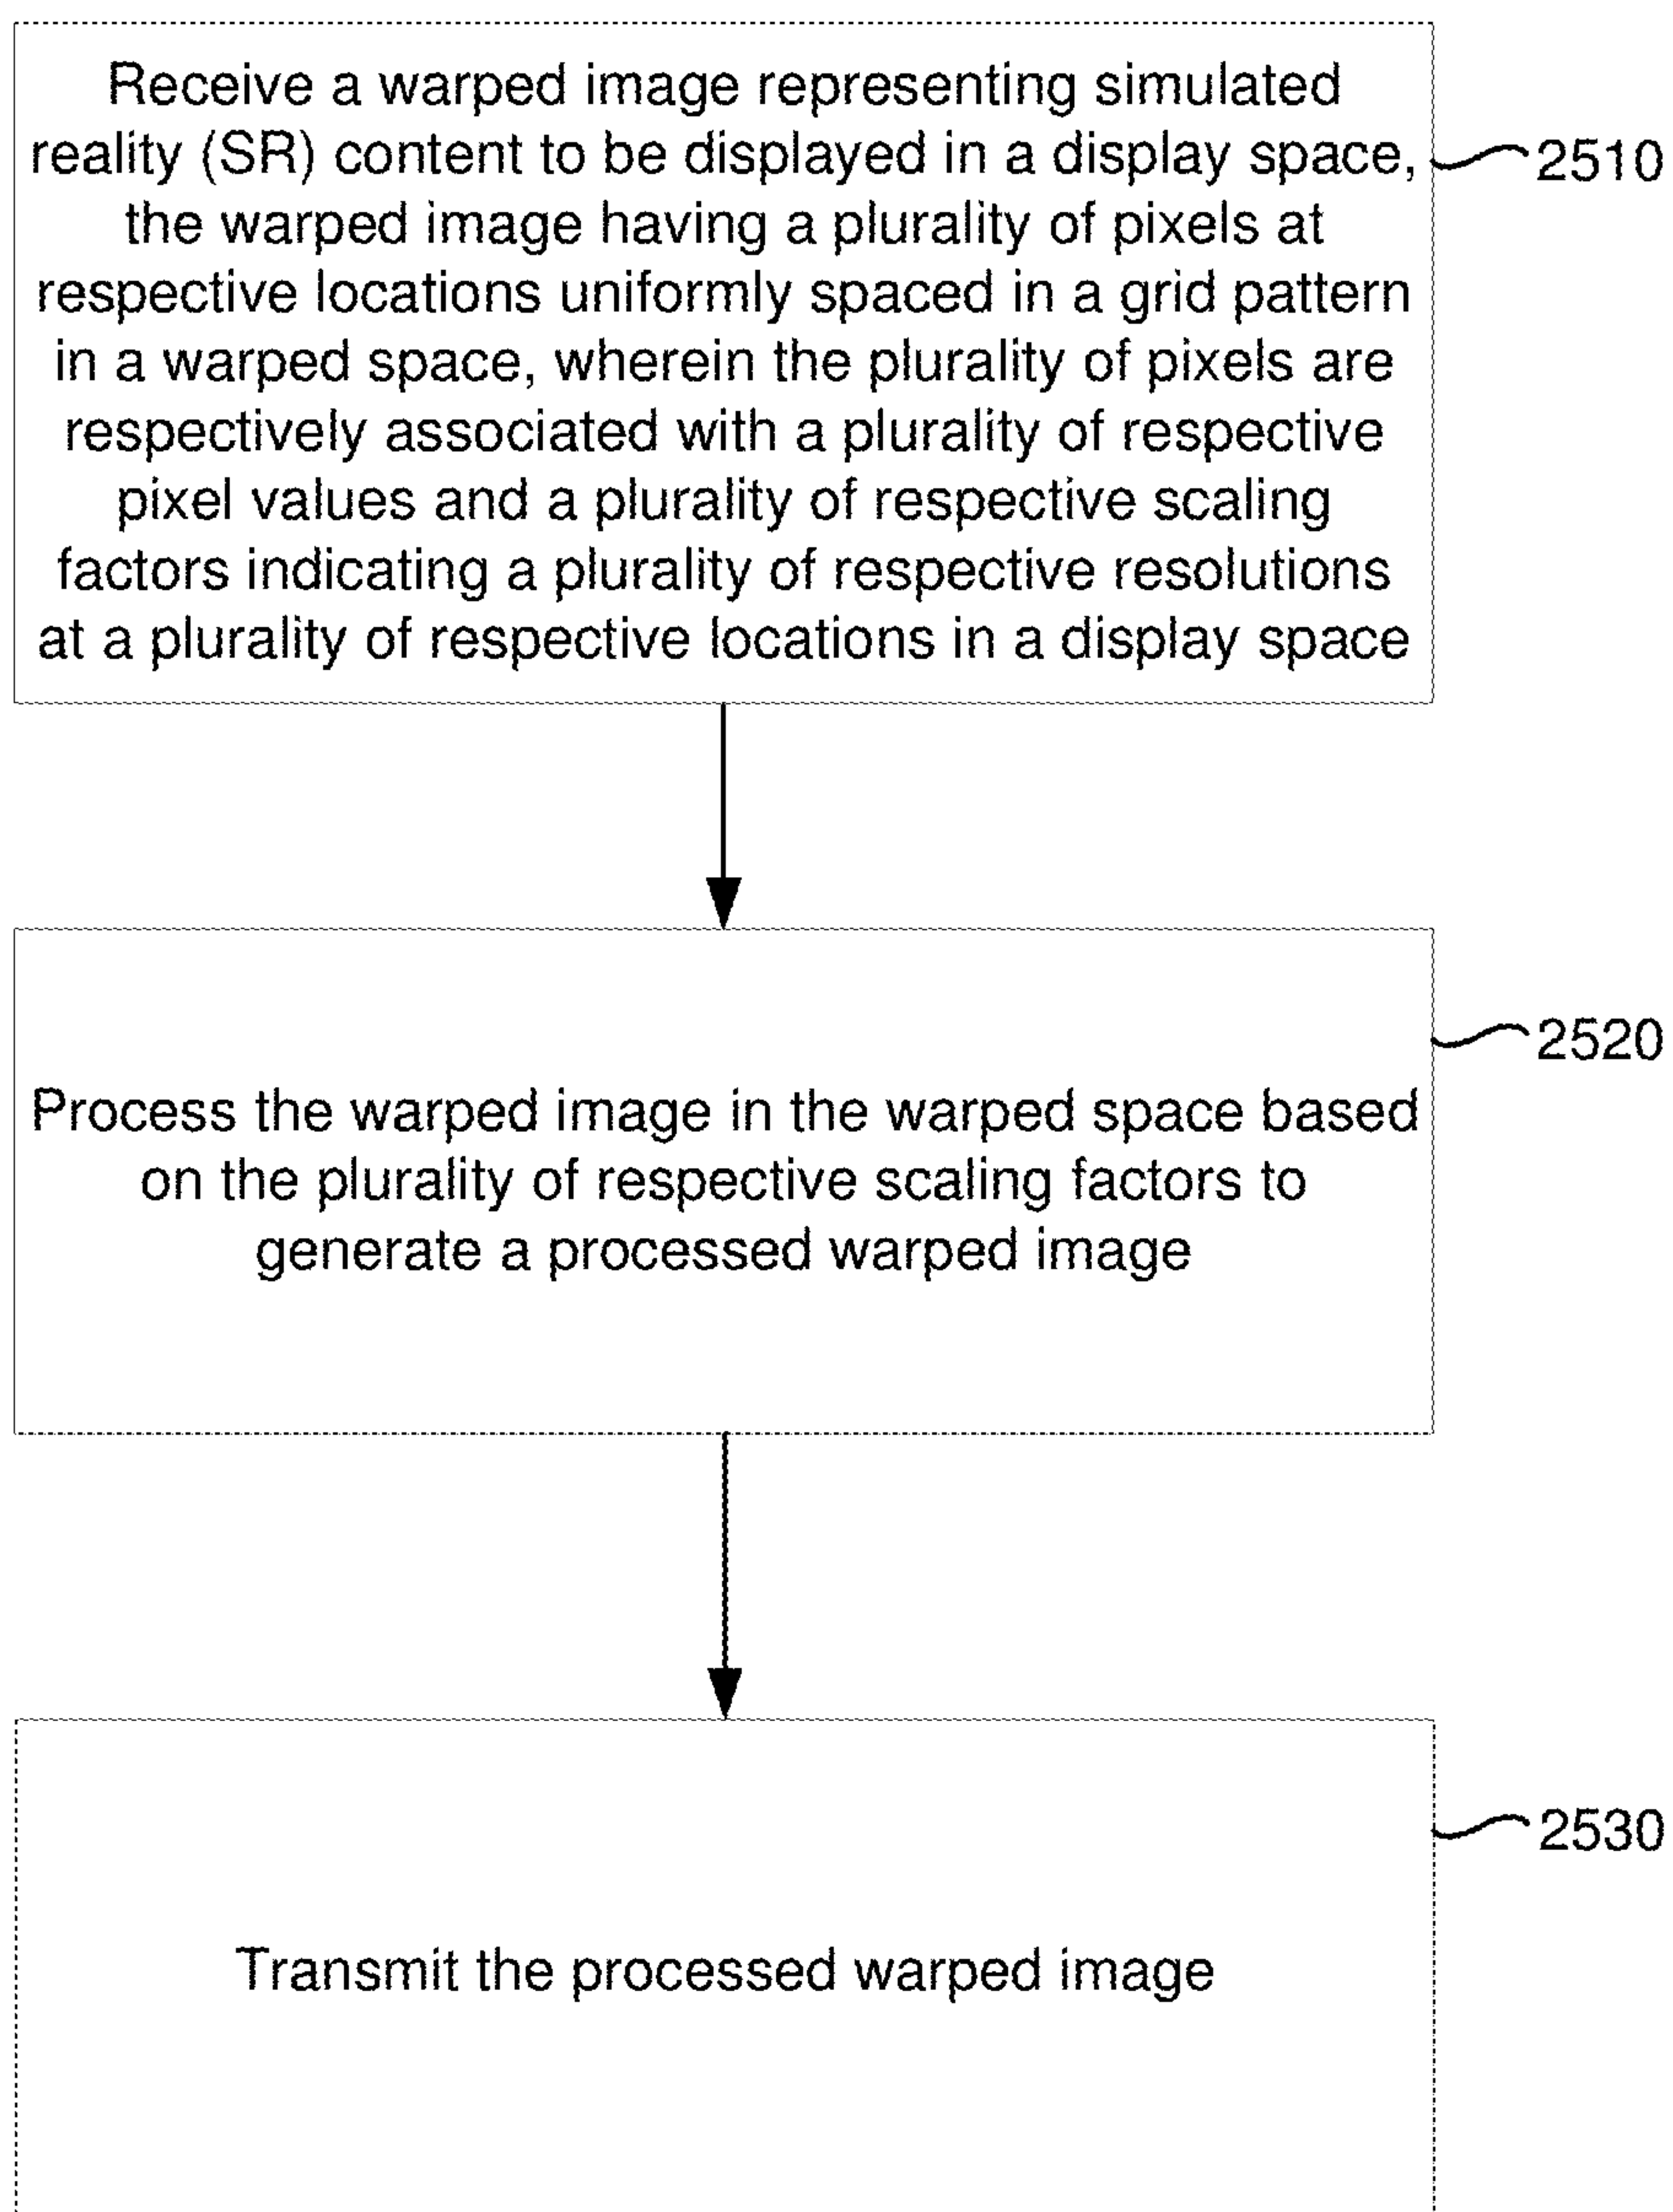 Receive a warped image representing simulated
reality (SR) content to be displayed in a display space,
the warped image having a plurality of pixels at
respective locations uniformly spaced in a grid pattern
in a warped space, wherein the plurality of pixels are
respectively associated with a plurality of respective
pixel values and a plurality of respective scaling
factors indicating a plurality of respective resolutions
at a plurality of respective locations in a display space
2510
Process the warped image in the warped space based
on the plurality of respective scaling factors to
generate a processed warped image
2520
Transmit the processed warped image
2530